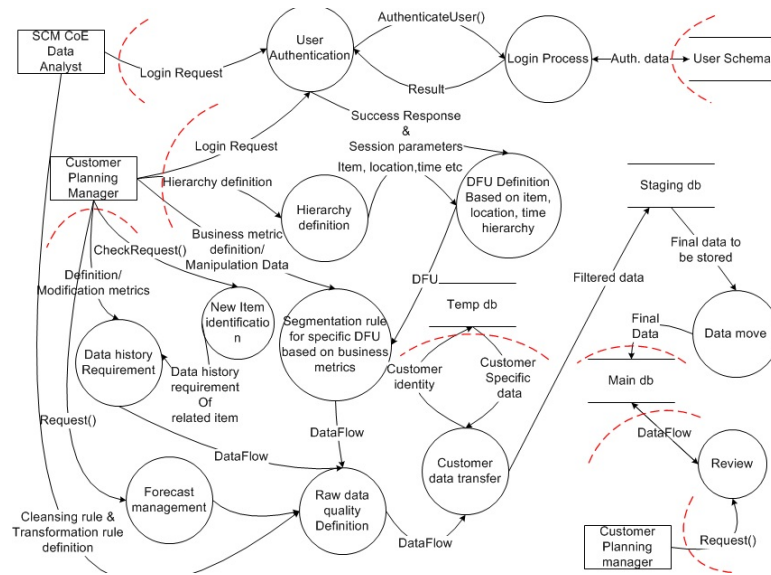 SCM CoE
Data
Analyst
Login Request
User
Authentication
AuthenticateUser()
Result
Login Process
Auth. data
User Schema
Success Response
&
Session parameters
Login Request
Customer
Planning
Manager
Hierarchy definition
Hierarchy
definition
Item, location,time etc
DFU Definition
Based on item,
location, time
hierarchy
Staging db
Final data to
be stored
Business metric
definition/
Manipulation Data
CheckRequest()
Definition/
Modification metrics
DFU
Filtered data
Temp db
New Item
identificatio
n
Segmentation rule
for specific DFU
based on business
metrics
Data history
Requirement
Data history
requirement
Of
related item
Customer
identity
Customer
Specific
data
Final
Data
Data move
Main db
Request()
DataFlow
DataFlow
DataFlow
Customer
data transfer
Review
Forecast
management
Raw data
quality
Definition
Cleansing rule &
Transformation rule
definition
DataFlow
Customer
Planning
manager
Request()